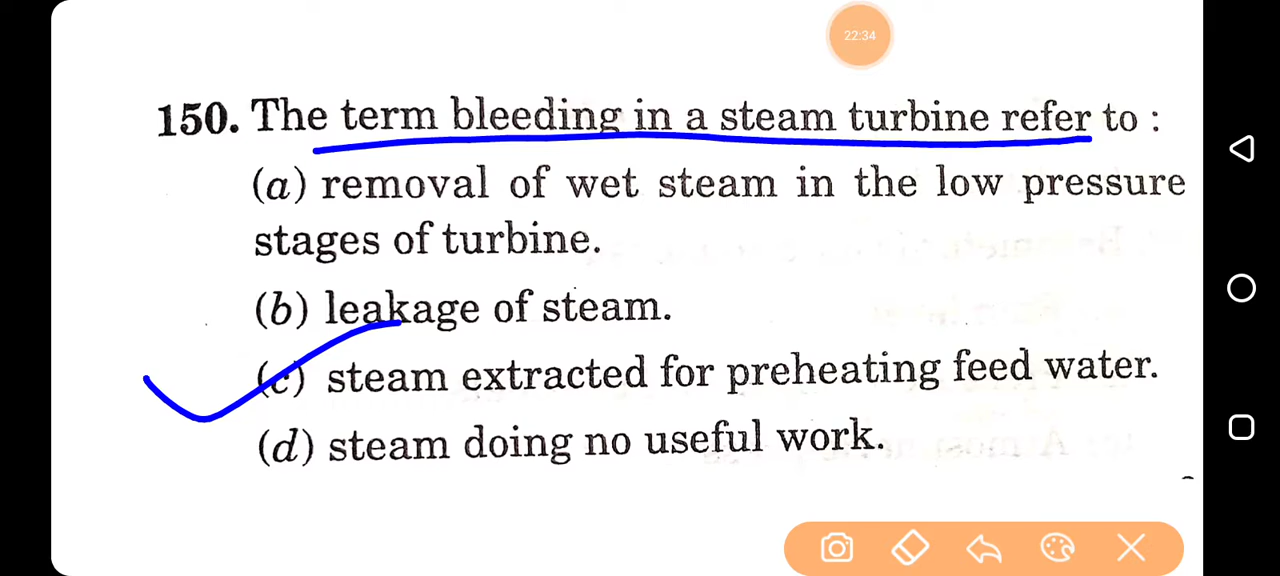 22:34
150. The term bleeding in a steam turbine refer to :
(a) removal of wet steam in the low pressure
stages of turbine.
(b) leakage of steam.
(c) steam extracted for preheating feed water.
(d) steam doing no useful work.